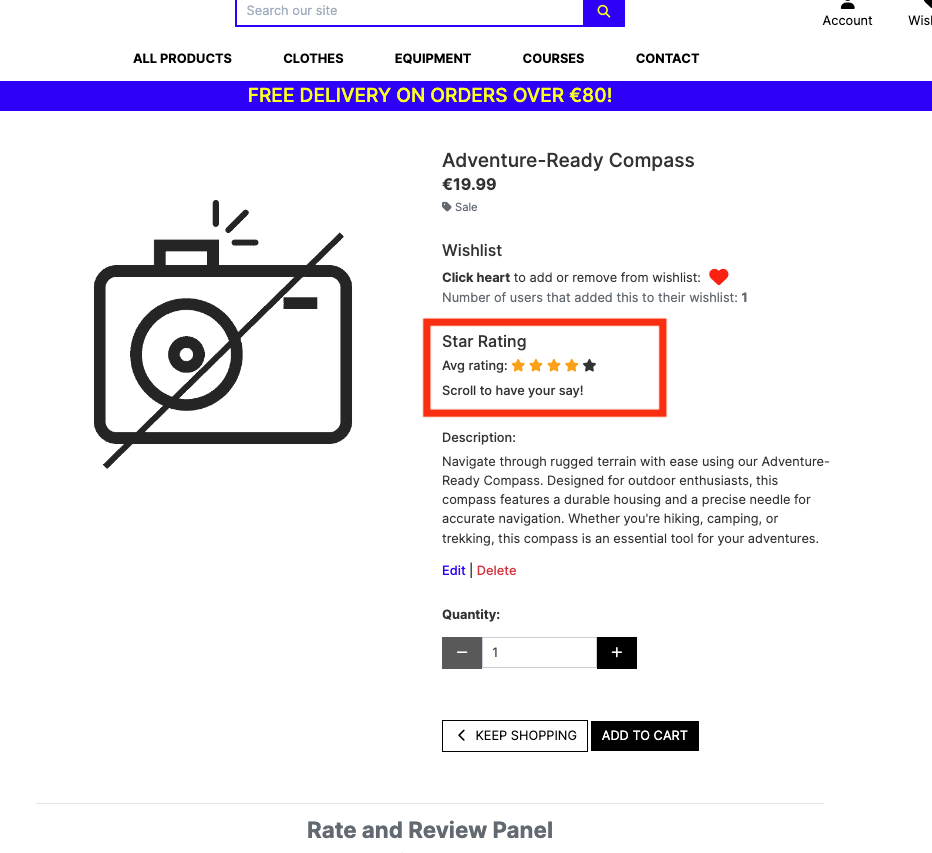 Search our site
Account
ALL PRODUCTS CLOTHES EQUIPMENT COURSES CONTACT
FREE DELIVERY ON ORDERS OVER €80!
Adventure-Ready Compass
€19.99
Sale
Wishlist
Click heart to add or remove from wishlist:
Number of users that added this to their wishlist: 1
Star Rating
Avg rating:
Scroll to have your say!
Description:
Navigate through rugged terrain with ease using our Adventure-
Ready Compass. Designed for outdoor enthusiasts, this
compass features a durable housing and a precise needle for
accurate navigation. Whether you're hiking, camping, or
trekking, this compass is an essential tool for your adventures.
Edit | Delete
Quantity:
− 1 +
KEEP SHOPPING ADD TO CART
Rate and Review Panel